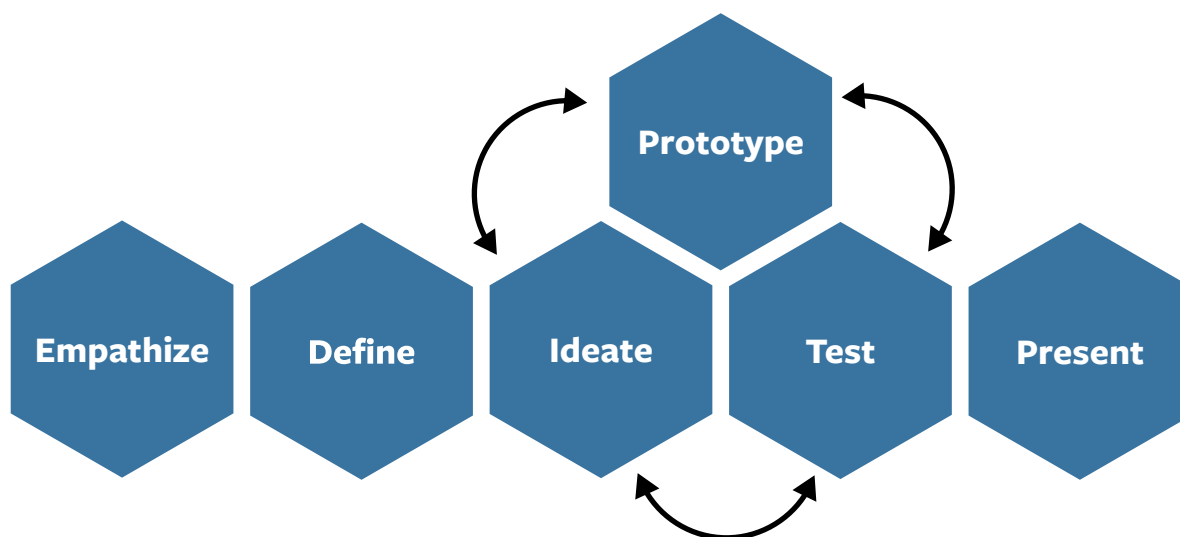 Prototype
Empathize
Define
Ideate
Test
Present